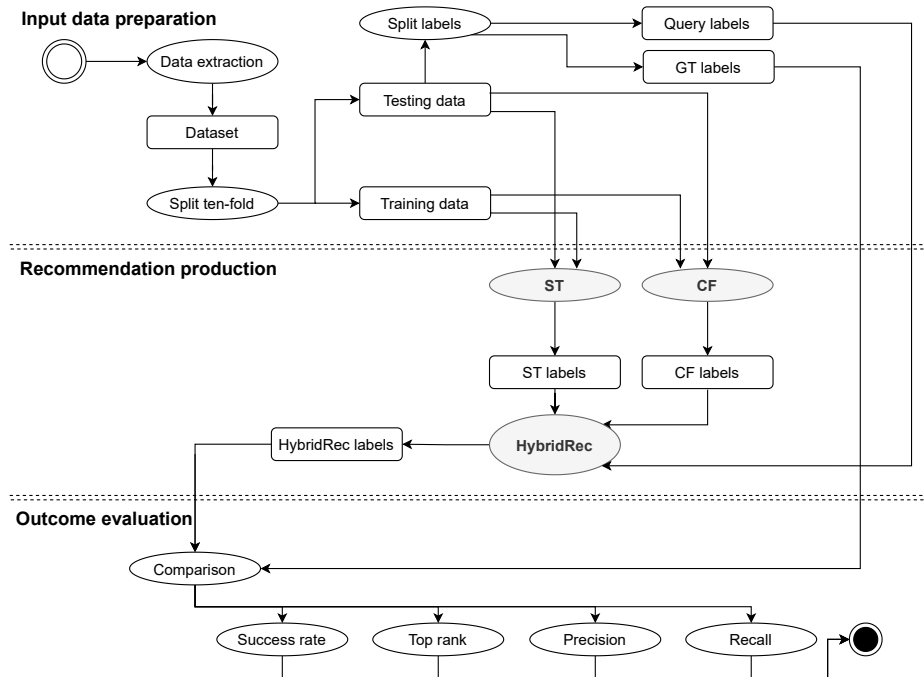 Input data preparation
Split labels
Query labels
Data extraction
GT labels
Testing data
Dataset
Split ten-fold
Training data
Recommendation production
ST
CF
ST labels
CF labels
HybridRec labels
HybridRec
Outcome evaluation
Comparison
Success rate
Top rank
Precision
Recall